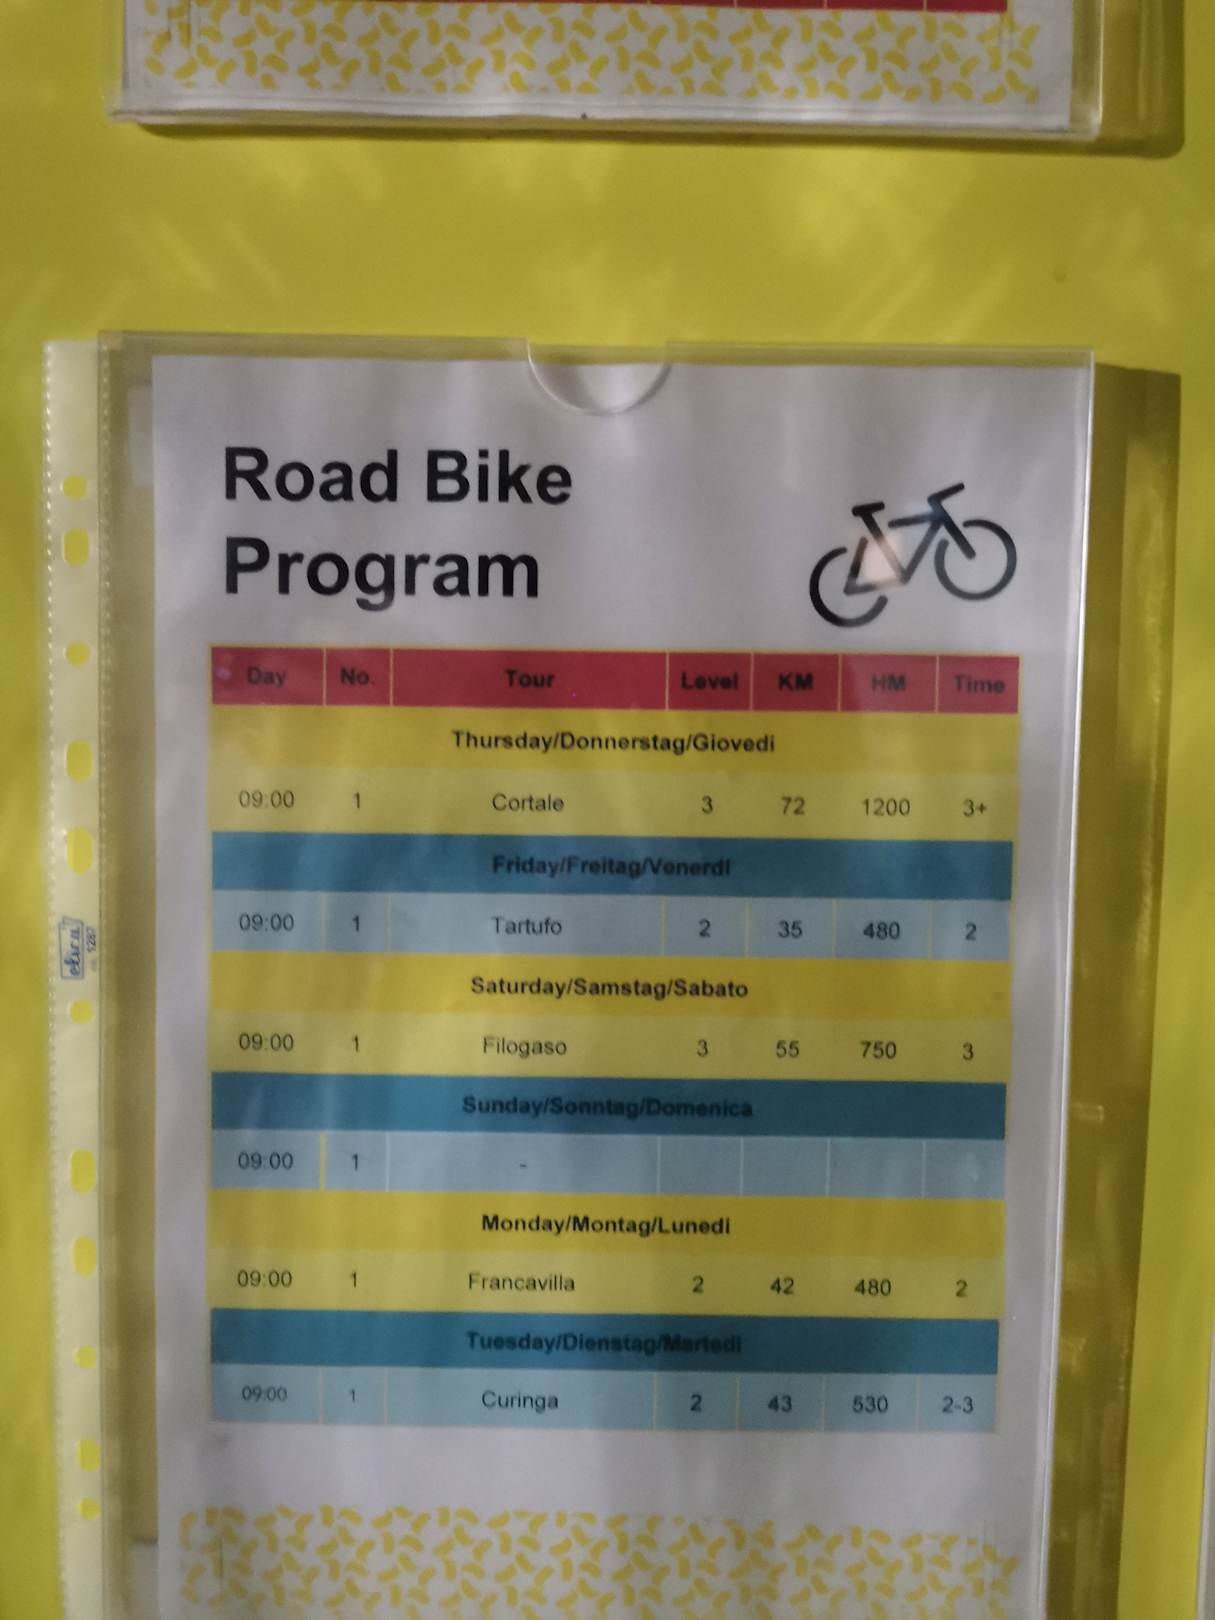 Road Bike
Program
Day No. Tour Level KM HM Time
Thursday/Donnerstag/Giovedi
09:00 1 Cortale 3 72 1200 3+
Friday/Freitag/Venerdi
09:00 1 Tartufo 2 35 480 2
Saturday/Samstag/Sabato
09:00 1 Filogaso 3 55 750 3
Sunday/Sonntag/Domenica
09:00 1 -
Monday/Montag/Lunedi
09:00 1 Francavilla 2 42 480 2
Tuesday/Dienstag/Martedi
09:00 1 Curinga 2 43 530 2-3
elica
1287